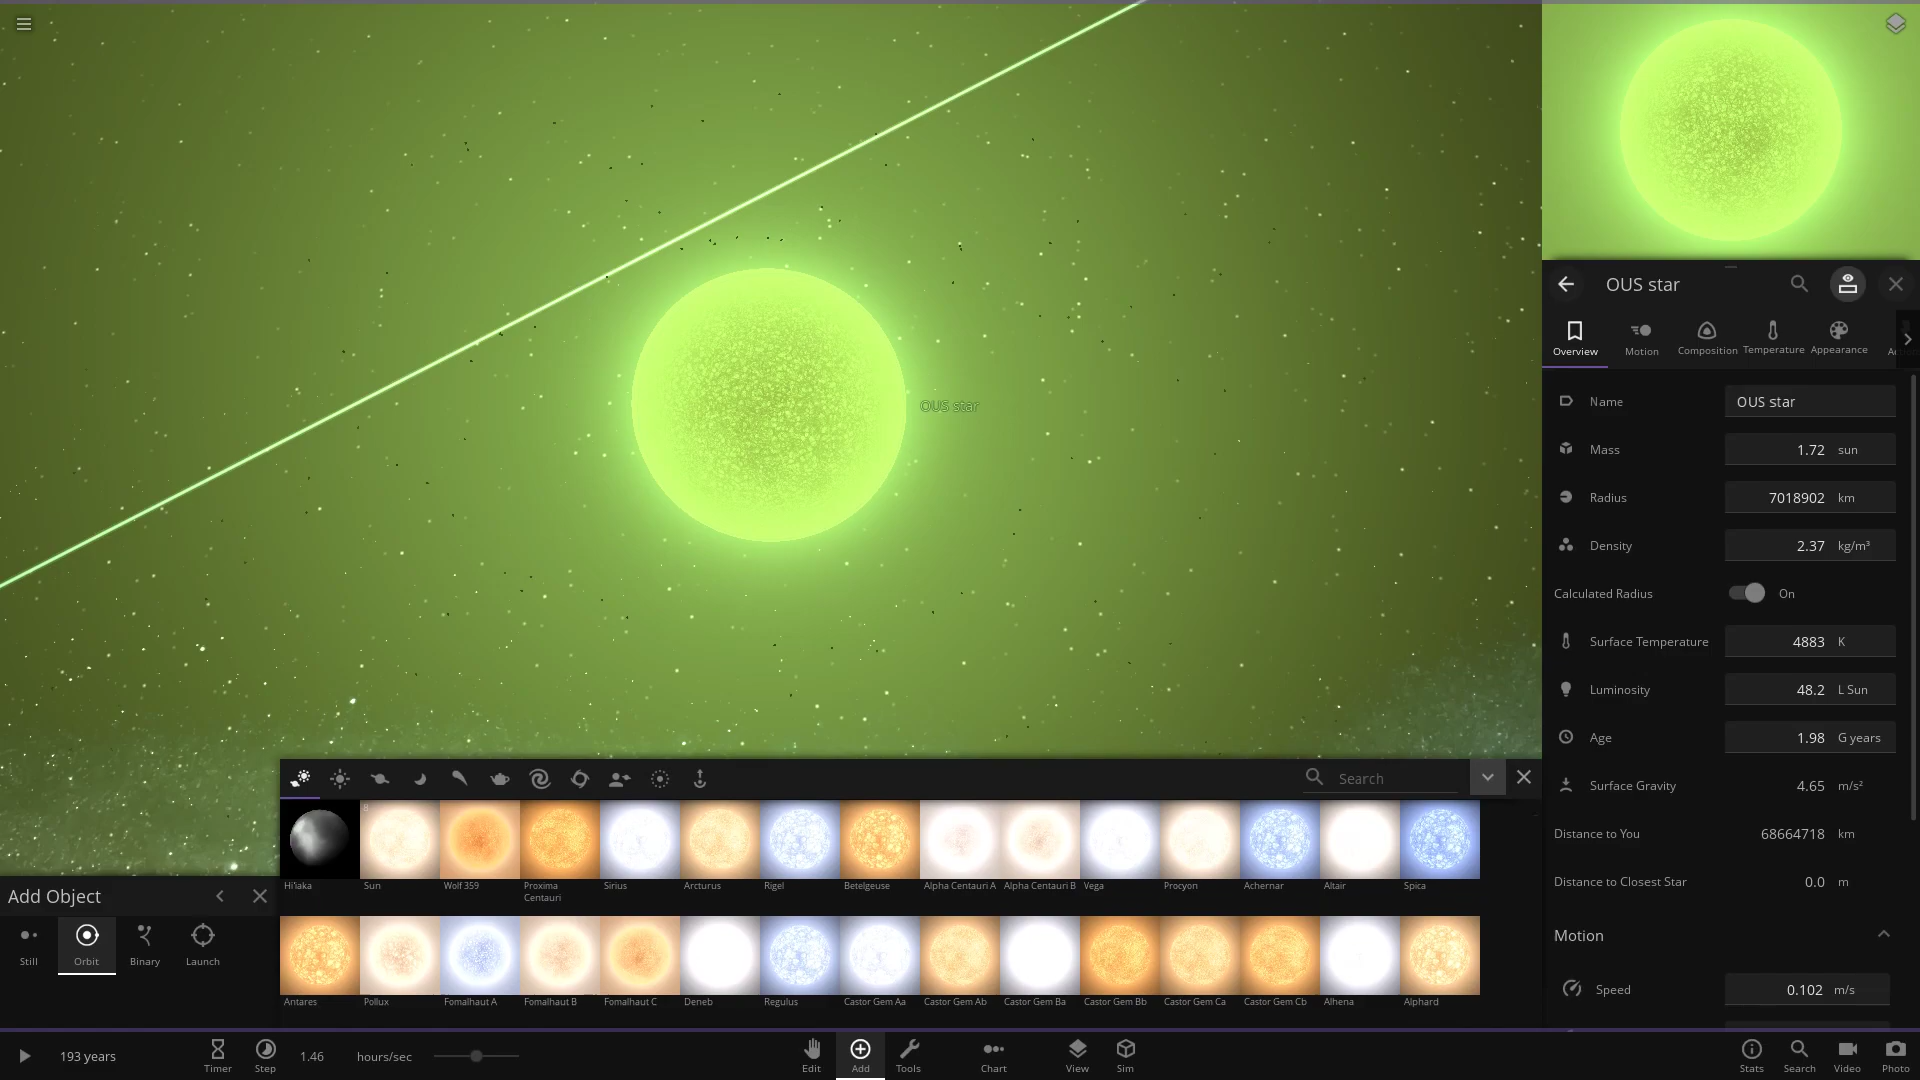 OUS star
OUS star
Overview
Motion
Composition
Temperature
Appearance
Name
OUS star
Mass
1.72 sun
Radius
7018902 km
Density
2.37 kg/m³
Calculated Radius
On
Surface Temperature
4883 K
Luminosity
48.2 L Sun
Age
1.98 G years
Surface Gravity
4.65 m/s²
Distance to You
68664718 km
Distance to Closest Star
0.0 m
Motion
Speed
0.102 m/s
Search
Hi'iaka
Sun
Wolf 359
Proxima
Centauri
Sirius
Arcturus
Rigel
Betelgeuse
Alpha Centauri A
Alpha Centauri B
Vega
Procyon
Achernar
Altair
Spica
Antares
Pollux
Fomalhaut A
Fomalhaut B
Fomalhaut C
Deneb
Regulus
Castor Gem Aa
Castor Gem Ab
Castor Gem Ba
Castor Gem Bb
Castor Gem Ca
Castor Gem Cb
Alhena
Alphard
Add Object
Still
Orbit
Binary
Launch
193 years
Timer
Step
1.46 hours/sec
Edit
Add
Tools
Chart
View
Sim
Stats
Search
Video
Photo